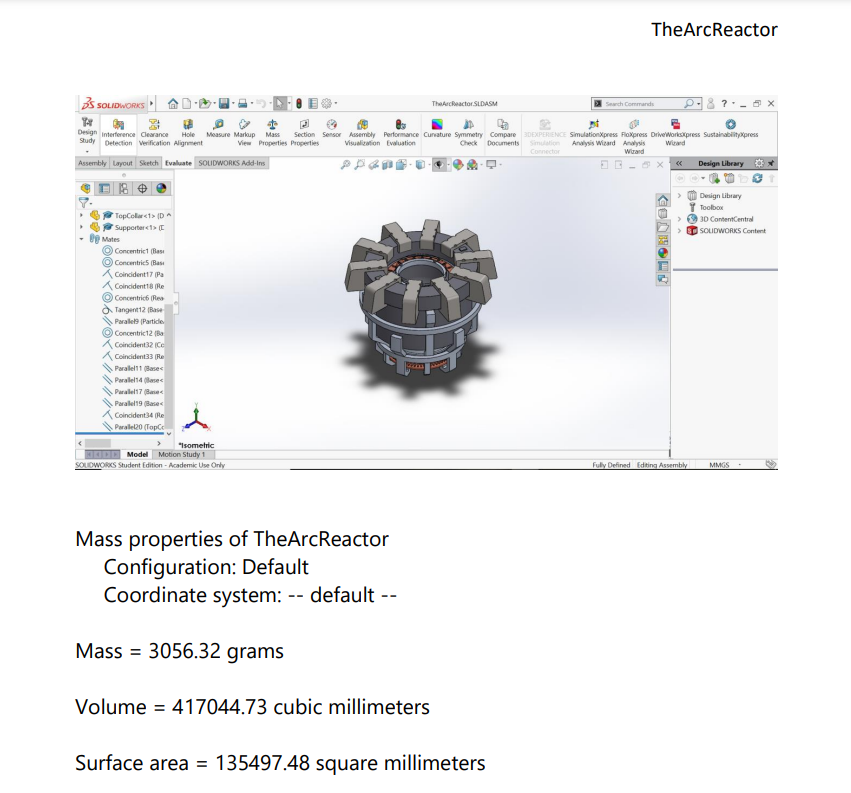 TheArcReactor
SOLIDWORKS
TheArcReactor.SLDASM
Search Commands
Design Study
Interference Detection
Clearance Verification
Hole Alignment
Measure
Markup View
Mass Properties
Section Properties
Sensor
Assembly Visualization
Performance Evaluation
Curvature
Symmetry Check
Compare Documents
3DEXPERIENCE Simulation Connector
SimulationXpress Analysis Wizard
FloXpress Analysis Wizard
DriveWorksXpress Wizard
SustainabilityXpress
Assembly Layout Sketch Evaluate SOLIDWORKS Add-Ins
Design Library
TopCollar<1> (D
Supporter<1> (D
Mates
Concentric1 (Base
Concentric5 (Base
Coincident17 (Pa
Coincident18 (Re
Concentric6 (Rea
Tangent12 (Base
Parallel9 (Particle
Concentric12 (Ba
Coincident32 (Co
Coincident33 (Re
Parallel11 (Base<
Parallel14 (Base<
Parallel17 (Base<
Parallel19 (Base<
Coincident34 (Re
Parallel20 (TopCo
Design Library
Toolbox
3D ContentCentral
SOLIDWORKS Content
*Isometric
Model Motion Study 1
SOLIDWORKS Student Edition - Academic Use Only
Fully Defined Editing Assembly MMGS
Mass properties of TheArcReactor
Configuration: Default
Coordinate system: -- default --
Mass = 3056.32 grams
Volume = 417044.73 cubic millimeters
Surface area = 135497.48 square millimeters